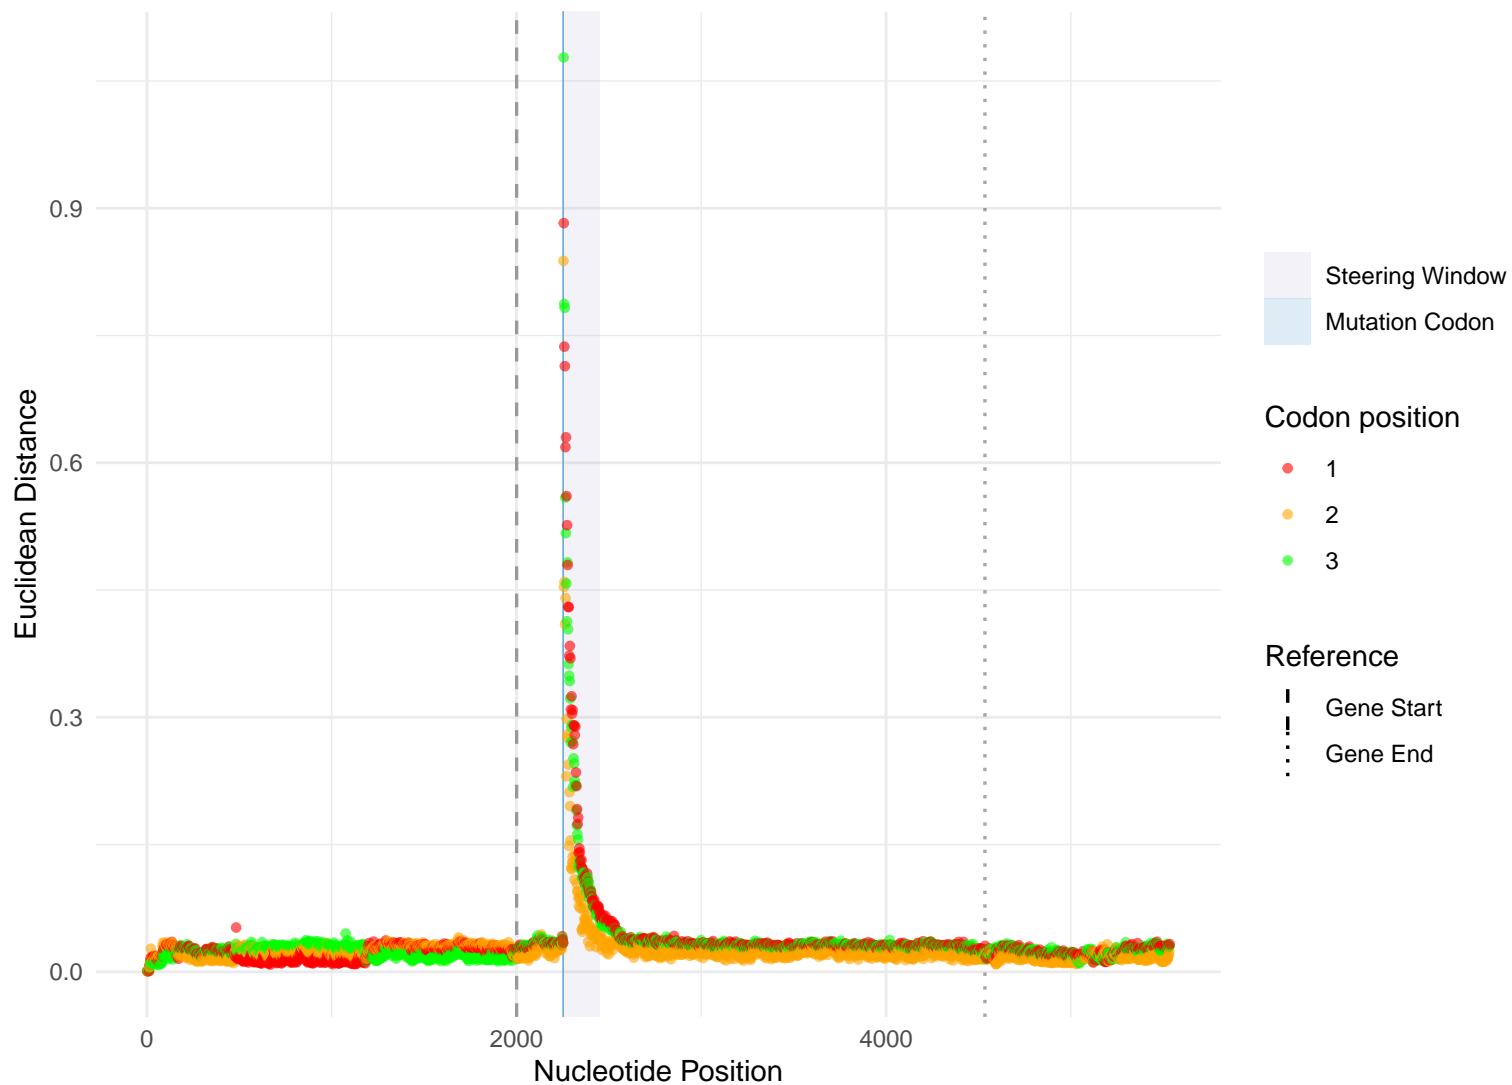 0.9
0.6
0.3
0.0
Euclidean Distance
0
2000
4000
Nucleotide Position
Steering Window
Mutation Codon
Codon position
1
2
3
Reference
Gene Start
Gene End